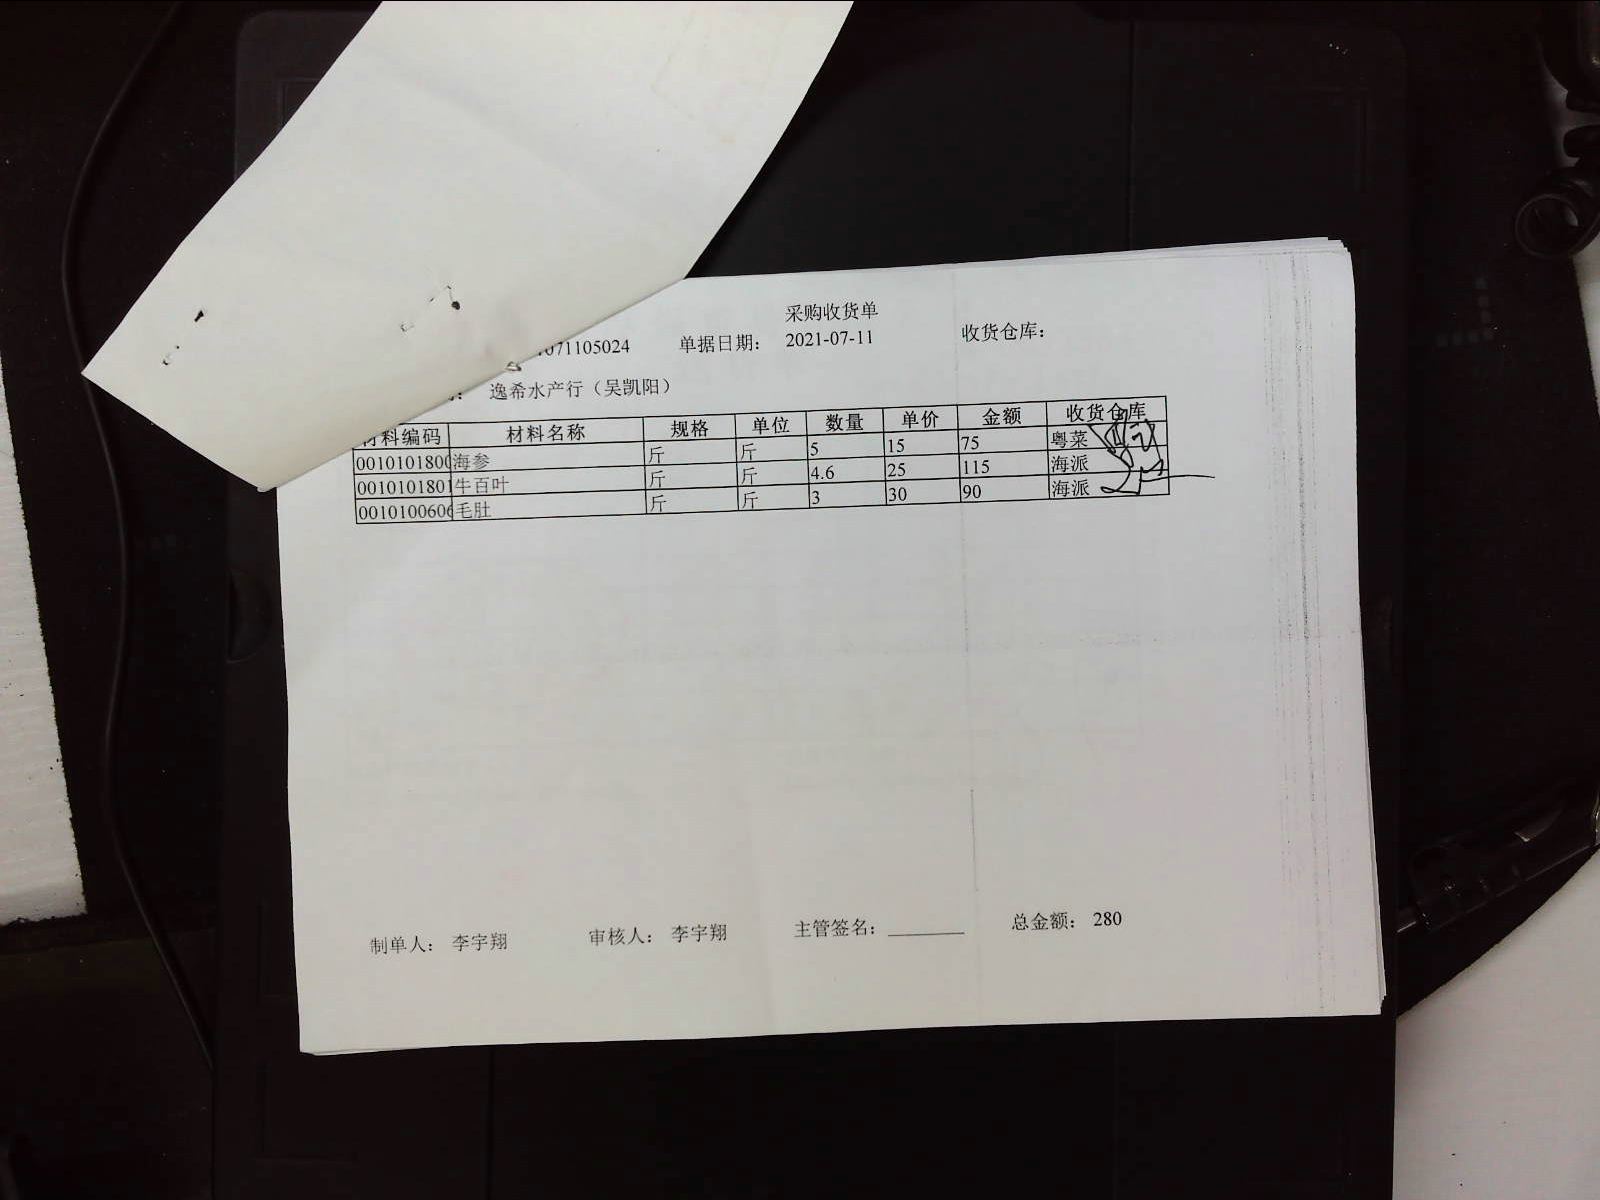 采购收货单
071105024 单据日期： 2021-07-11 收货仓库：
： 逸希水产行（吴凯阳）
材料编码 材料名称 规格 单位 数量 单价 金额 收货仓库
0010101800 海参 斤 斤 5 15 75 粤菜
0010101801 牛百叶 斤 斤 4.6 25 115 海派
0010100606 毛肚 斤 斤 3 30 90 海派
制单人： 李宇翔 审核人： 李宇翔 主管签名：________ 总金额： 280